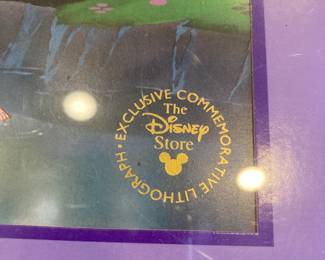 EXCLUSIVE COMMEMORATIVE LITHOGRAPH
The
Disney
Store